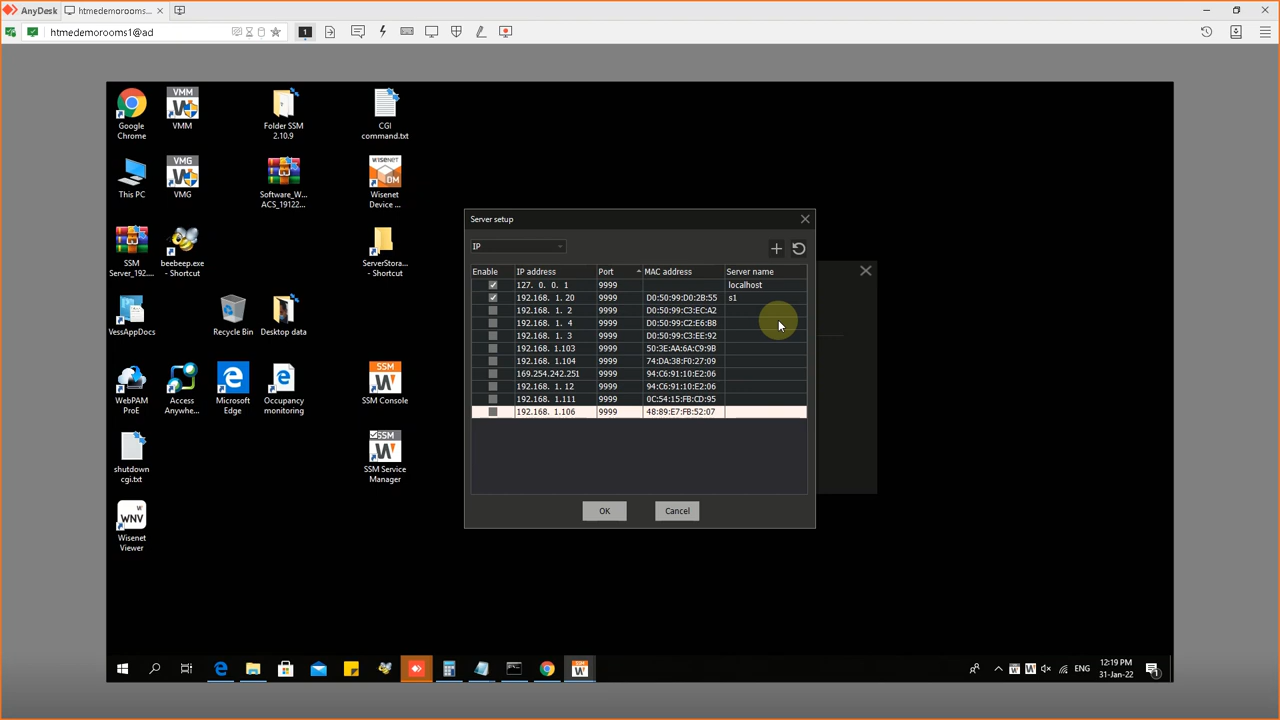 AnyDesk
htmedemorooms...
htmedemorooms1@ad
1
VMM
Google Chrome
VMM
Folder SSM 2.10.9
CGI command.txt
VMG
WISENET
DM
This PC
VMG
Software_W... ACS_19122...
Wisenet Device ...
SSM Server_192...
beebeep.exe - Shortcut
ServerStora... - Shortcut
VessAppDocs
Recycle Bin
Desktop data
SSM
WebPAM ProE
Access Anywhe...
Microsoft Edge
Occupancy monitoring
SSM Console
SSM
shutdown cgi.txt
SSM Service Manager
WNV
Wisenet Viewer
Server setup
IP
Enable IP address Port MAC address Server name
127. 0. 0. 1 9999 localhost
192.168. 1. 20 9999 D0:50:99:D0:2B:55 s1
192.168. 1. 2 9999 D0:50:99:C3:EC:A2
192.168. 1. 4 9999 D0:50:99:C2:E6:B8
192.168. 1. 3 9999 D0:50:99:C3:EE:92
192.168. 1.103 9999 50:3E:AA:6A:C9:9B
192.168. 1.104 9999 74:DA:38:F0:27:09
169.254.242.251 9999 94:C6:91:10:E2:06
192.168. 1. 12 9999 94:C6:91:10:E2:06
192.168. 1.111 9999 0C:54:15:FB:CD:95
192.168. 1.106 9999 48:89:E7:FB:52:07
OK Cancel
SSM
ENG
12:19 PM
31-Jan-22
1